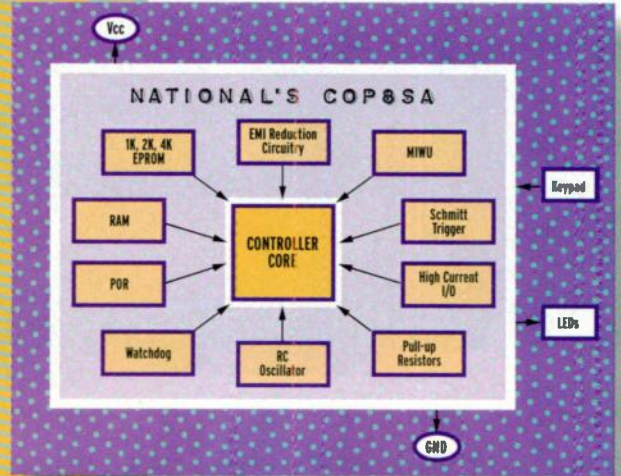 Vcc
NATIONAL'S COP8SA
1K, 2K, 4K
EPROM
EMI Reduction
Circuitry
MIWU
Keypad
RAM
CONTROLLER
CORE
Schmitt
Trigger
POR
High Current
I/O
LEDs
Watchdog
RC
Oscillator
Pull-up
Resistors
GND